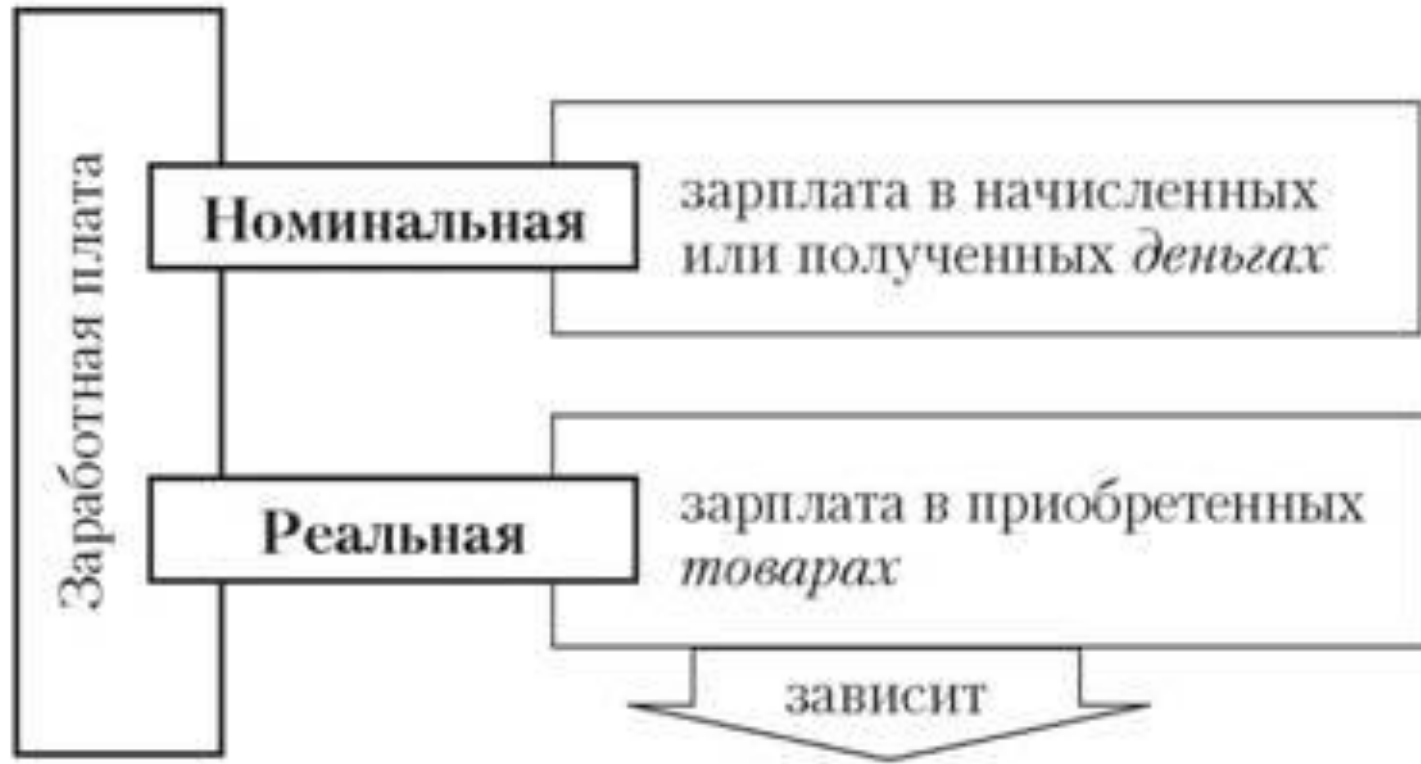 Заработная плата
Номинальная
зарплата в начисленных
или полученных деньгах
Реальная
зарплата в приобретенных
товарах
зависит